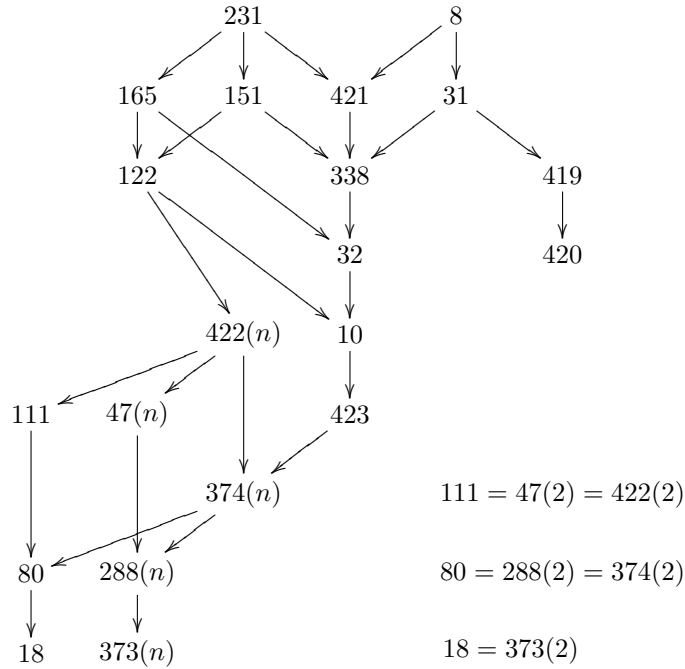 231 8
165 151 421 31
122 338 419
32 420
422(n) 10
111 47(n) 423
374(n) 111 = 47(2) = 422(2)
80 288(n) 80 = 288(2) = 374(2)
18 373(n) 18 = 373(2)